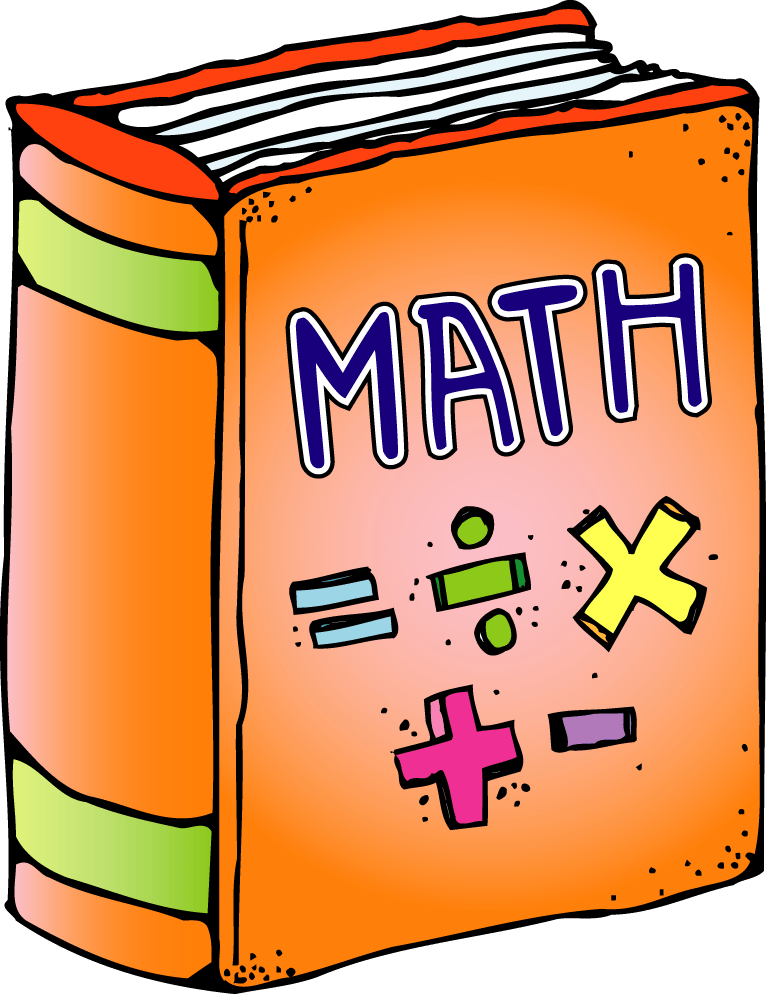 MATH
= ÷ ×
+ -